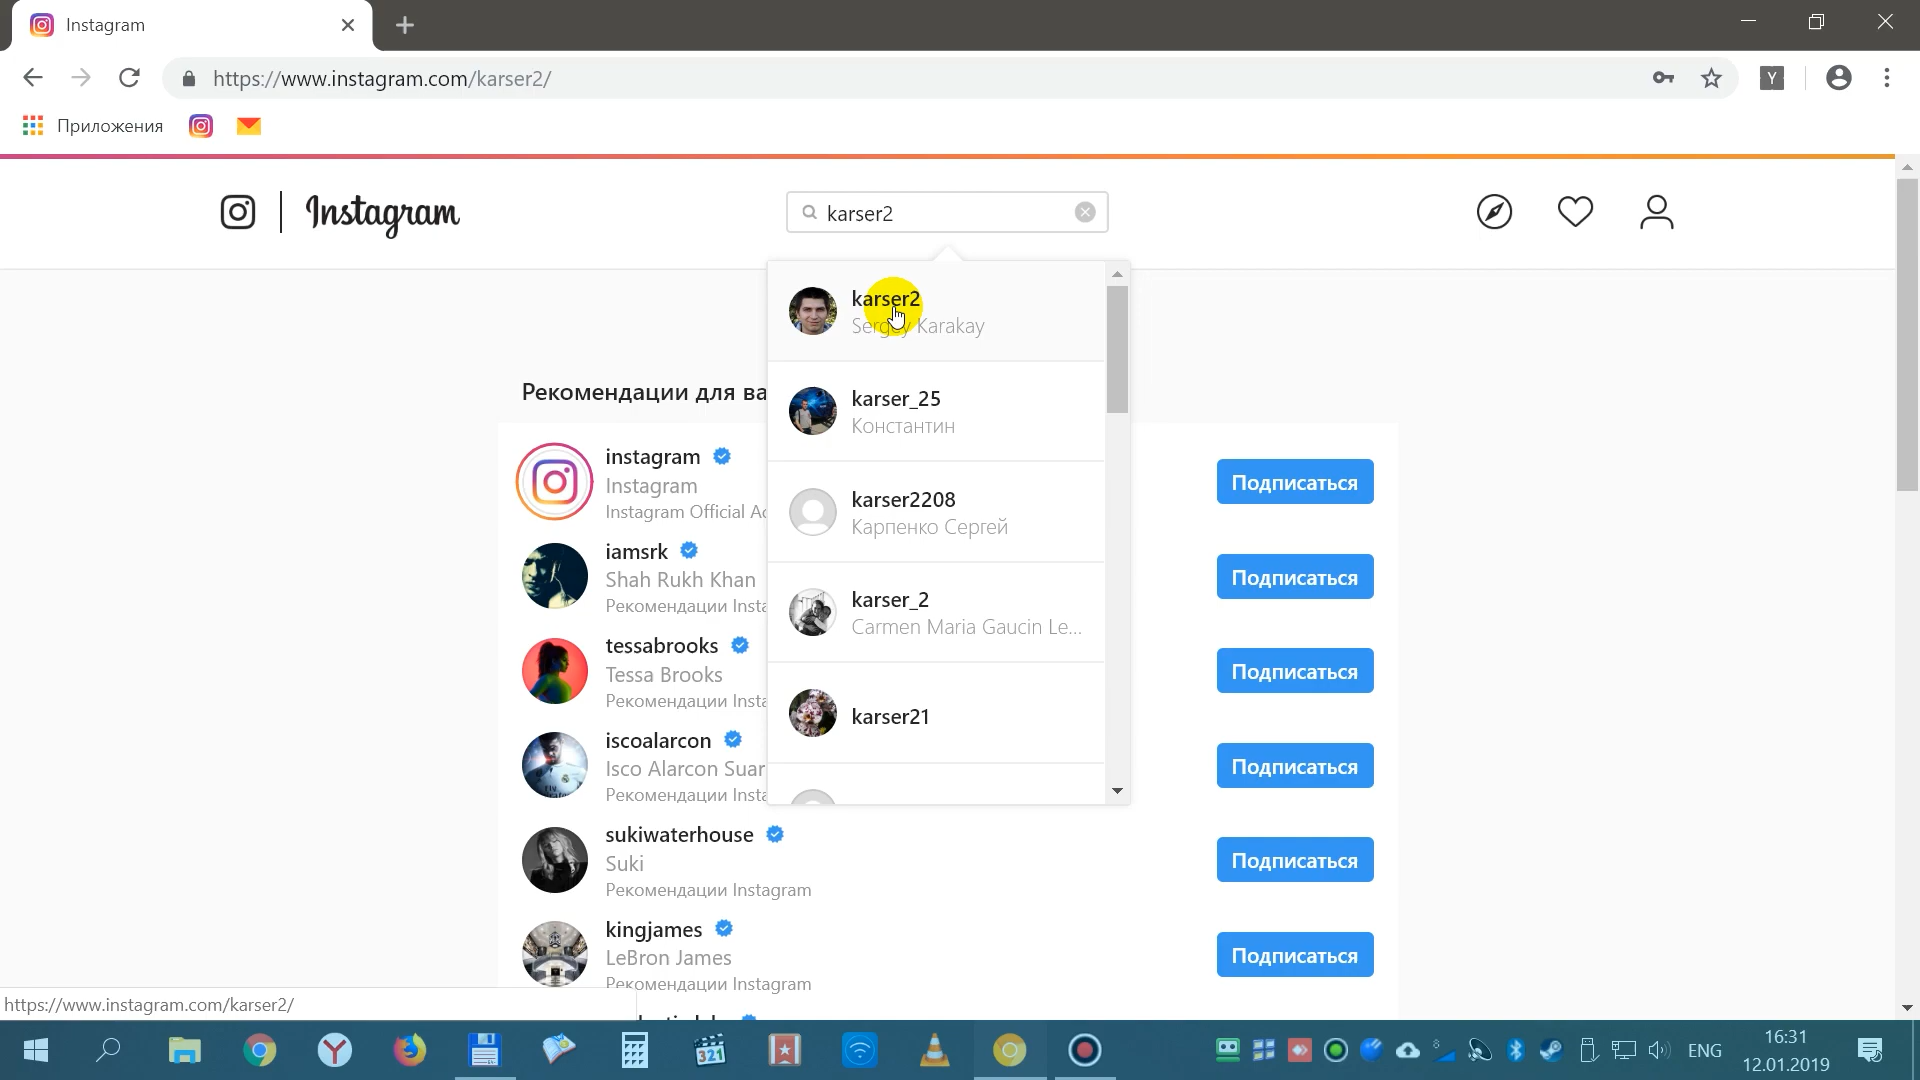 Instagram
https://www.instagram.com/karser2/
Y
Приложения
Instagram
karser2
karser2
Sergey Karakay
karser_25
Константин
karser2208
Карпенко Сергей
karser_2
Carmen Maria Gaucin Le...
karser21
Рекомендации для ва
instagram
Instagram
Instagram Official Ac
Подписаться
iamsrk
Shah Rukh Khan
Рекомендации Insta
Подписаться
tessabrooks
Tessa Brooks
Рекомендации Insta
Подписаться
iscoalarcon
Isco Alarcon Suar
Рекомендации Insta
Подписаться
sukiwaterhouse
Suki
Рекомендации Instagram
Подписаться
kingjames
LeBron James
Рекомендации Instagram
Подписаться
https://www.instagram.com/karser2/
321
ENG
16:31
12.01.2019